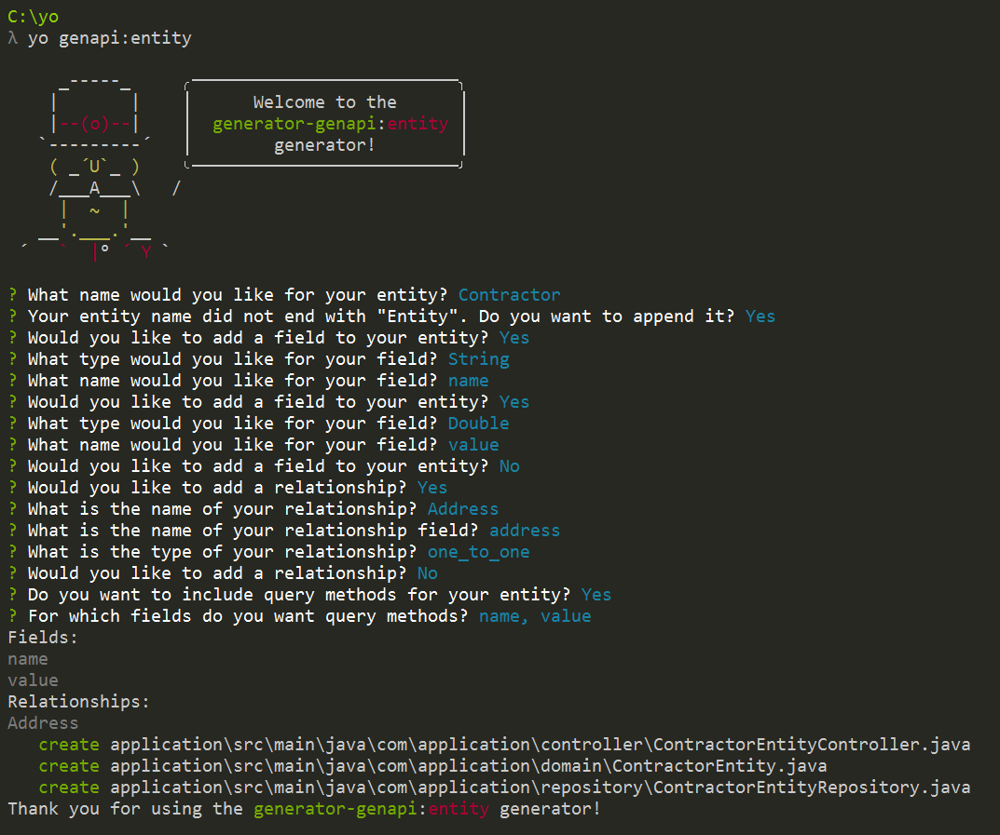 C:\yo
λ yo genapi:entity
     _-----_     ╭──────────────────────────╮
    |       |    │      Welcome to the      │
    |--(o)--|    │  generator-genapi:entity │
   `---------´   │        generator!        │
    ( _´U`_ )    ╰──────────────────────────╯
    /___A___\   /
     |  ~  |
   __'.___.'__
 ´   `  |° ´ Y `
? What name would you like for your entity? Contractor
? Your entity name did not end with "Entity". Do you want to append it? Yes
? Would you like to add a field to your entity? Yes
? What type would you like for your field? String
? What name would you like for your field? name
? Would you like to add a field to your entity? Yes
? What type would you like for your field? Double
? What name would you like for your field? value
? Would you like to add a field to your entity? No
? Would you like to add a relationship? Yes
? What is the name of your relationship? Address
? What is the name of your relationship field? address
? What is the type of your relationship? one_to_one
? Would you like to add a relationship? No
? Do you want to include query methods for your entity? Yes
? For which fields do you want query methods? name, value
Fields:
name
value
Relationships:
Address
   create application\src\main\java\com\application\controller\ContractorEntityController.java
   create application\src\main\java\com\application\domain\ContractorEntity.java
   create application\src\main\java\com\application\repository\ContractorEntityRepository.java
Thank you for using the generator-genapi:entity generator!